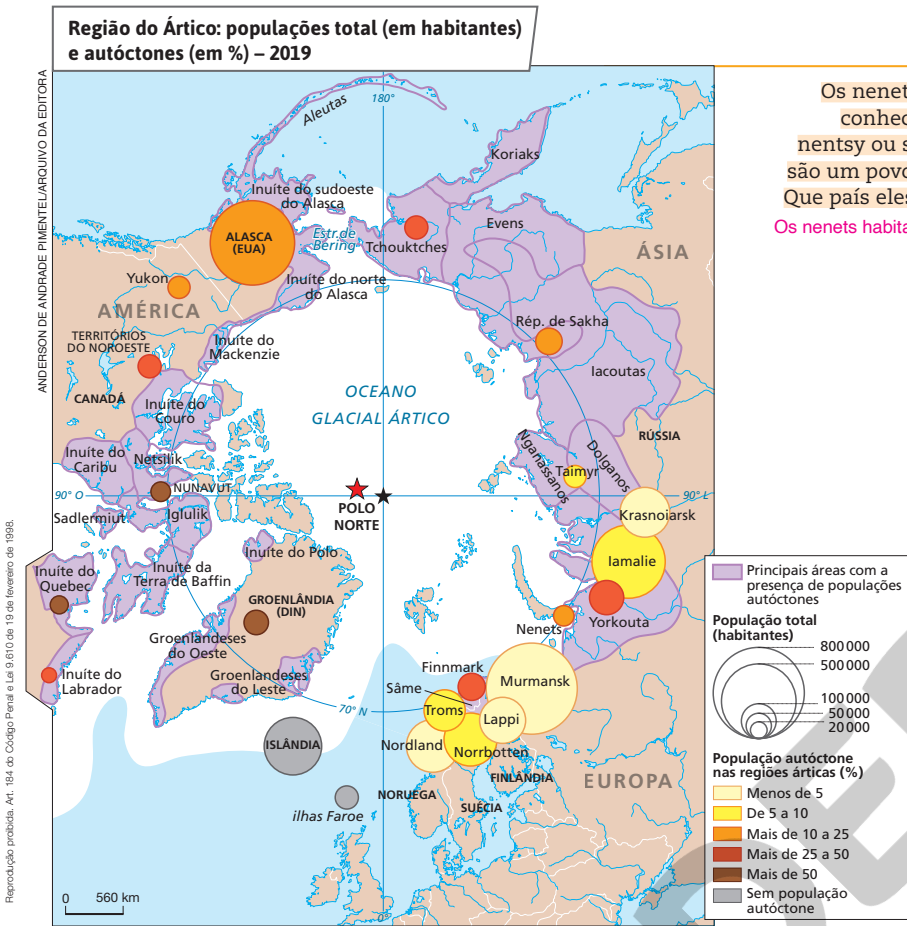 Região do Ártico: populações total (em habitantes)
e autóctones (em %) – 2019
ANDERSON DE ANDRADE PIMENTEL/ARQUIVO DA EDITORA
Reprodução proibida. Art. 184 do Código Penal e Lei 9.610 de 19 de fevereiro de 1998.
Os nenet
conhec
nentsy ou s
são um povo
Que país eles
Os nenets habita
180°
Aleutas
Koriaks
Inuíte do sudoeste
do Alasca
ALASCA
(EUA)
Estr. de
Bering
Tchouktches
Evens
ÁSIA
Yukon
Inuíte do norte
do Alasca
AMÉRICA
Rép. de Sakha
TERRITÓRIOS
DO NOROESTE
Inuíte do
Mackenzie
Iacoutas
CANADÁ
OCEANO
GLACIAL ÁRTICO
Inuíte do
Couro
RÚSSIA
Inuíte do
Caribu
Netsilik
Nganassanos
Dolganos
Taimyr
90° O
NUNAVUT
POLO
NORTE
90° L
Sadlermiut
Iglulik
Krasnoiarsk
Inuíte do Polo
Inuíte do
Quebec
Inuíte da
Terra de Baffin
Iamalie
GROENLÂNDIA
(DIN)
Yorkouta
Nenets
Groenlandeses
do Oeste
Inuíte do
Labrador
Groenlandeses
do Leste
Finnmark
Murmansk
Sâme
70° N
Troms
Lappi
ISLÂNDIA
Nordland
Norrbotten
FINLÂNDIA
EUROPA
NORUEGA
SUÉCIA
ilhas Faroe
0°
0 560 km
Principais áreas com a
presença de populações
autóctones
População total
(habitantes)
800 000
500 000
100 000
50 000
20 000
População autóctone
nas regiões árticas (%)
Menos de 5
De 5 a 10
Mais de 10 a 25
Mais de 25 a 50
Mais de 50
Sem população
autóctone